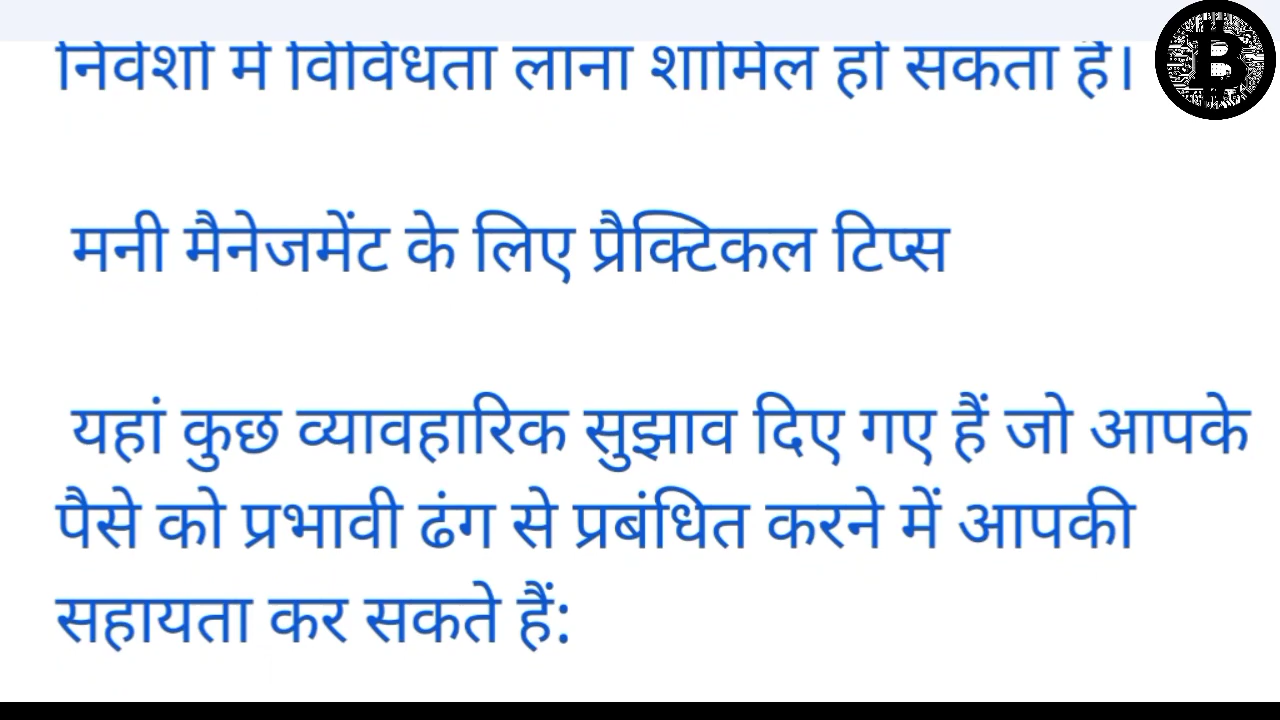 निवेशों में विविधता लाना शामिल हो सकता है।
मनी मैनेजमेंट के लिए प्रैक्टिकल टिप्स
यहां कुछ व्यावहारिक सुझाव दिए गए हैं जो आपके
पैसे को प्रभावी ढंग से प्रबंधित करने में आपकी
सहायता कर सकते हैं: